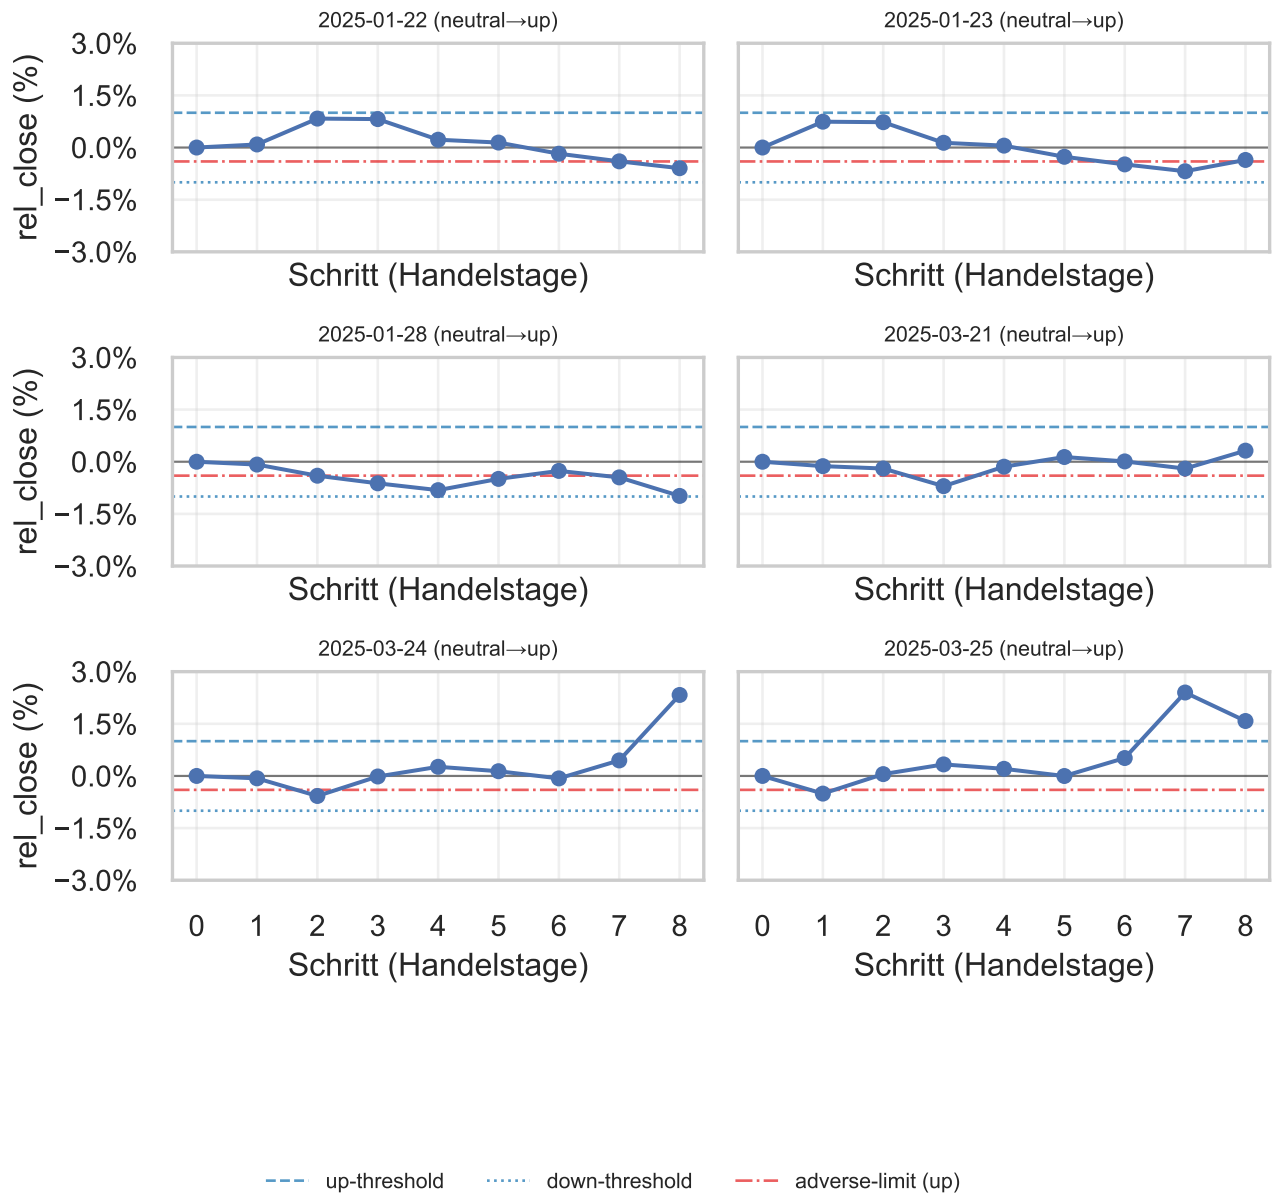 2025-01-22 (neutral→up)
2025-01-23 (neutral→up)
3.0%
1.5%
0.0%
−1.5%
−3.0%
rel_close (%)
Schritt (Handelstage)
Schritt (Handelstage)
2025-01-28 (neutral→up)
2025-03-21 (neutral→up)
3.0%
1.5%
0.0%
−1.5%
−3.0%
rel_close (%)
Schritt (Handelstage)
Schritt (Handelstage)
2025-03-24 (neutral→up)
2025-03-25 (neutral→up)
3.0%
1.5%
0.0%
−1.5%
−3.0%
rel_close (%)
0 1 2 3 4 5 6 7 8
0 1 2 3 4 5 6 7 8
Schritt (Handelstage)
Schritt (Handelstage)
up-threshold
down-threshold
adverse-limit (up)